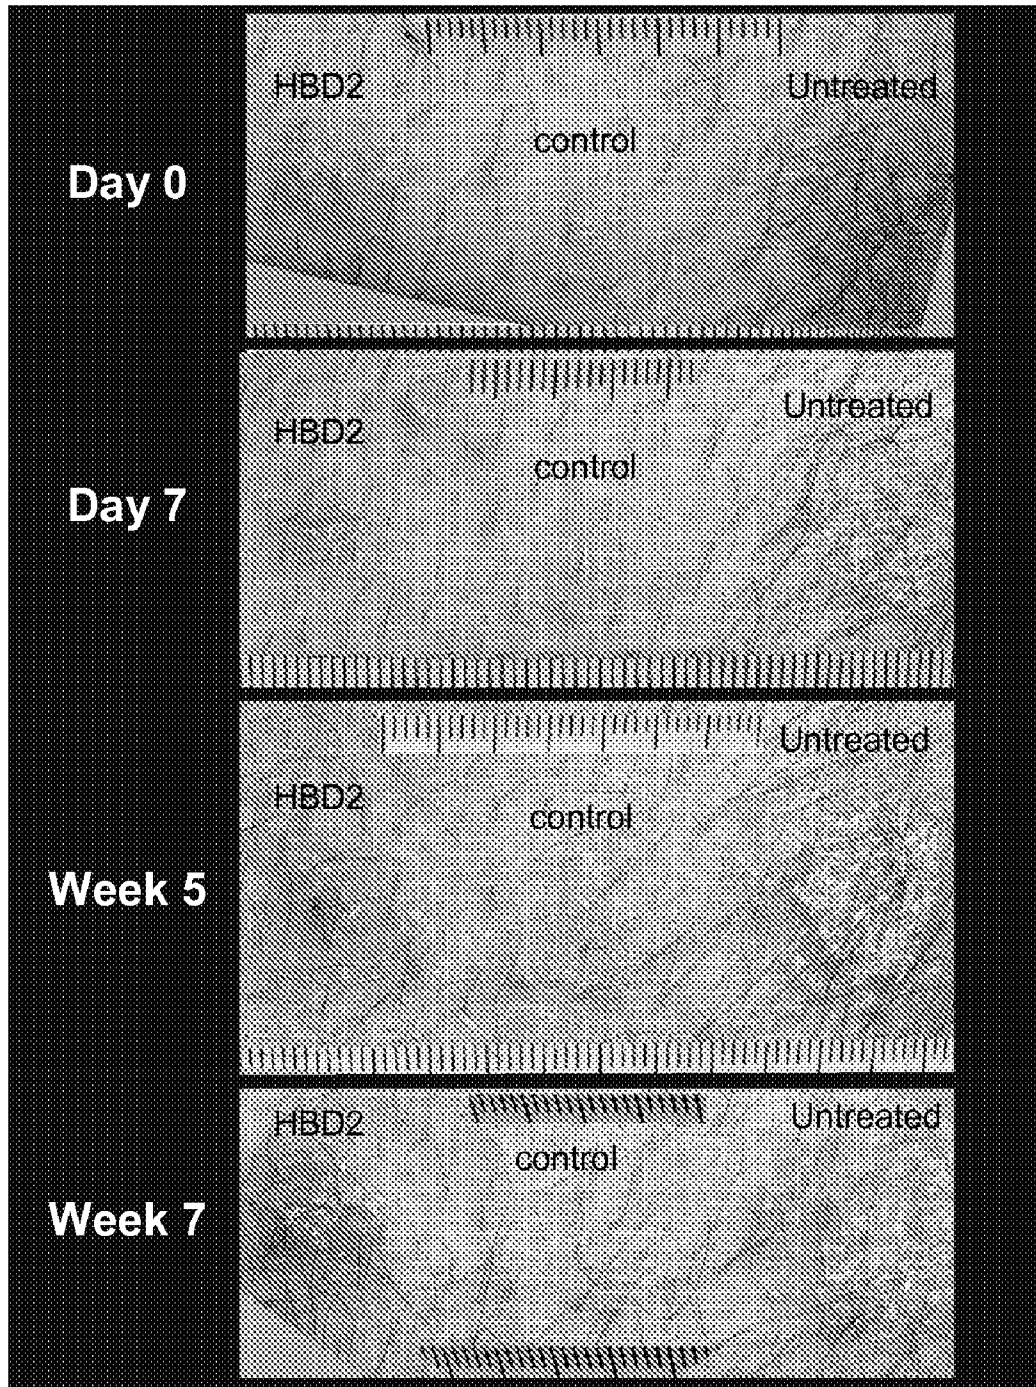 HBD2
Untreated
control
Day 0
HBD2
Untreated
control
Day 7
Untreated
HBD2
control
Week 5
HBD2
Untreated
control
Week 7